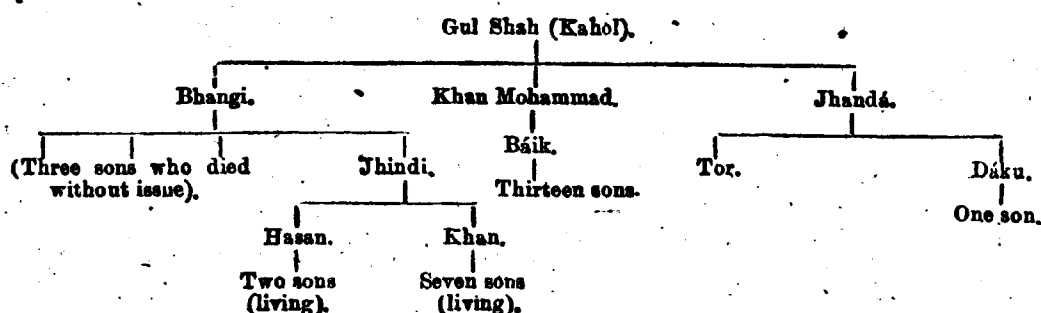 Gul Shah (Kahol).
Bhangi. Khan Mohammad. Jhandá.
Báik.
(Three sons who died Jhindi. Tor. Dáku.
without issue). Thirteen sons.
One son.
Hasan. Khan.
Two sons Seven sons
(living). (living).